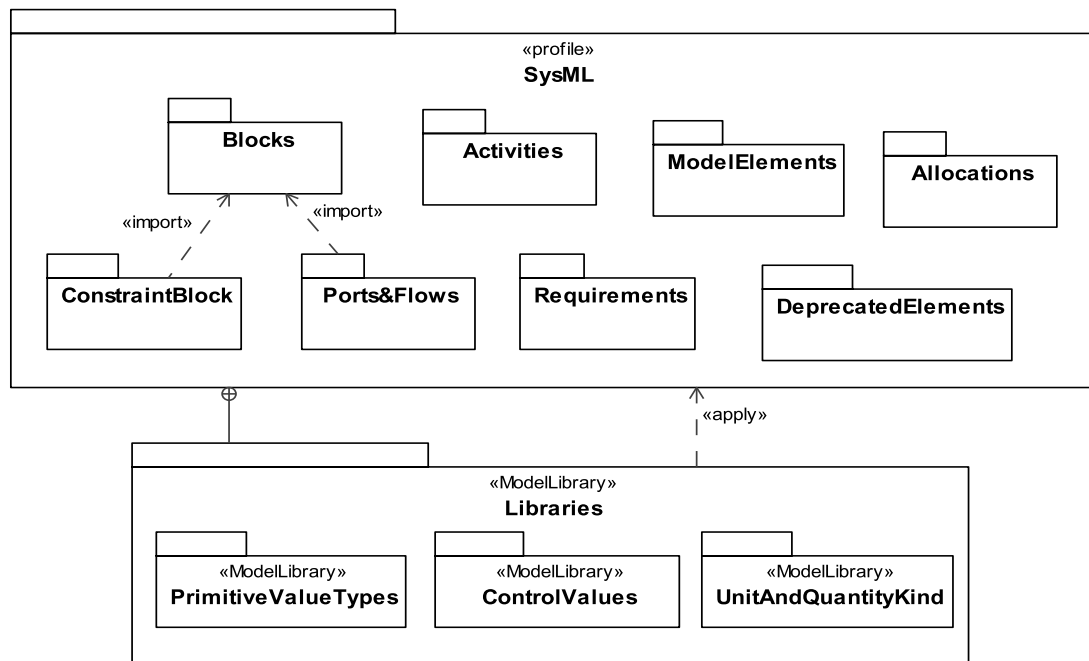 «profile»
SysML
Blocks
Activities
ModelElements
Allocations
«import»
«import»
ConstraintBlock
Ports&Flows
Requirements
DeprecatedElements
«apply»
«ModelLibrary»
Libraries
«ModelLibrary»
PrimitiveValueTypes
«ModelLibrary»
ControlValues
«ModelLibrary»
UnitAndQuantityKind